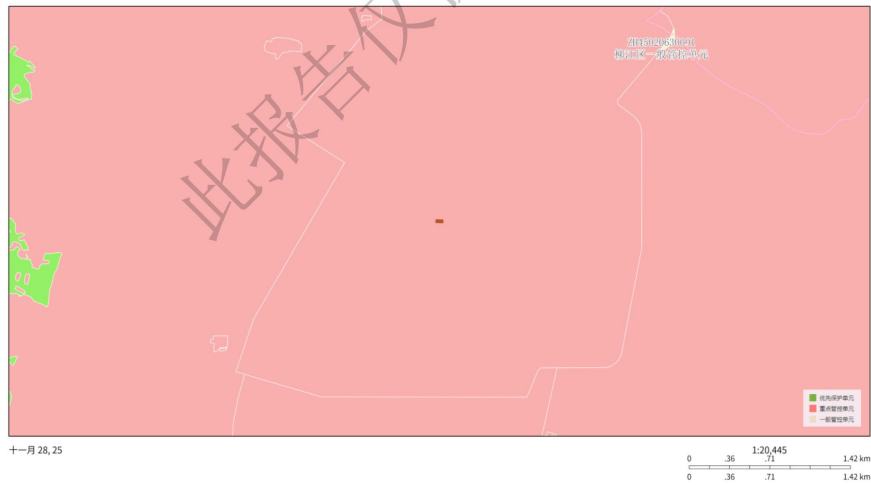 此报告仅
ZH45020630001
柳江区一般管控单元
优先保护单元
重点管控单元
一般管控单元
十一月 28, 25
1:20,445
0 .36 .71 1.42 km
0 .36 .71 1.42 km